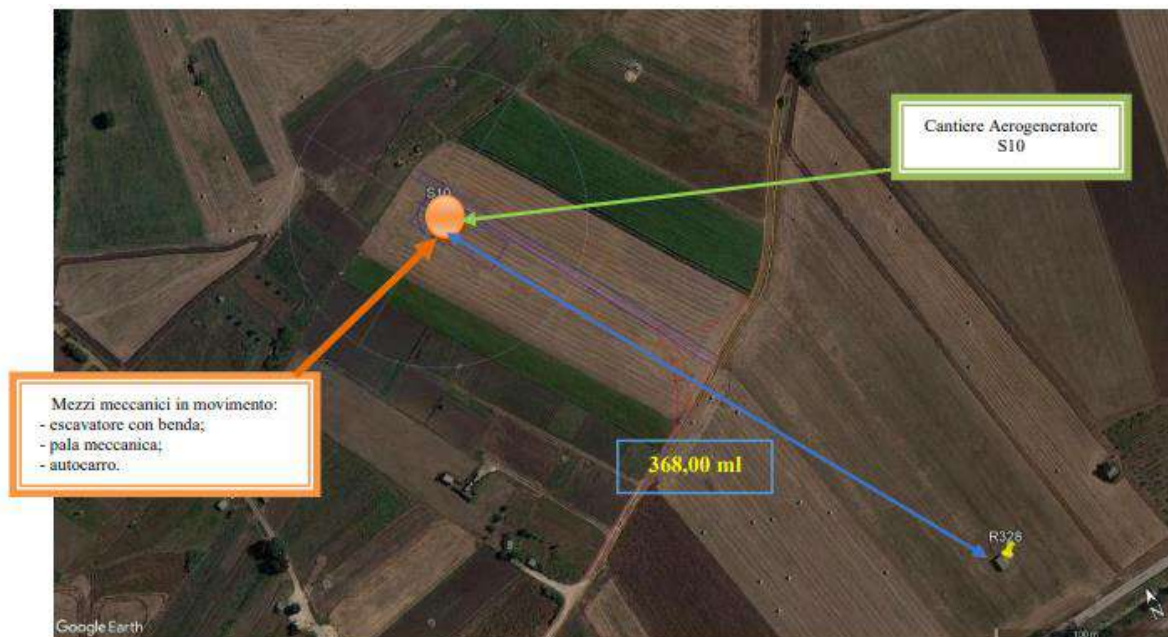 Cantiere Aerogeneratore
S10
S10
Mezzi meccanici in movimento:
- escavatore con benda;
- pala meccanica;
- autocarro.
368,00 ml
R328
Google Earth
100 m
N